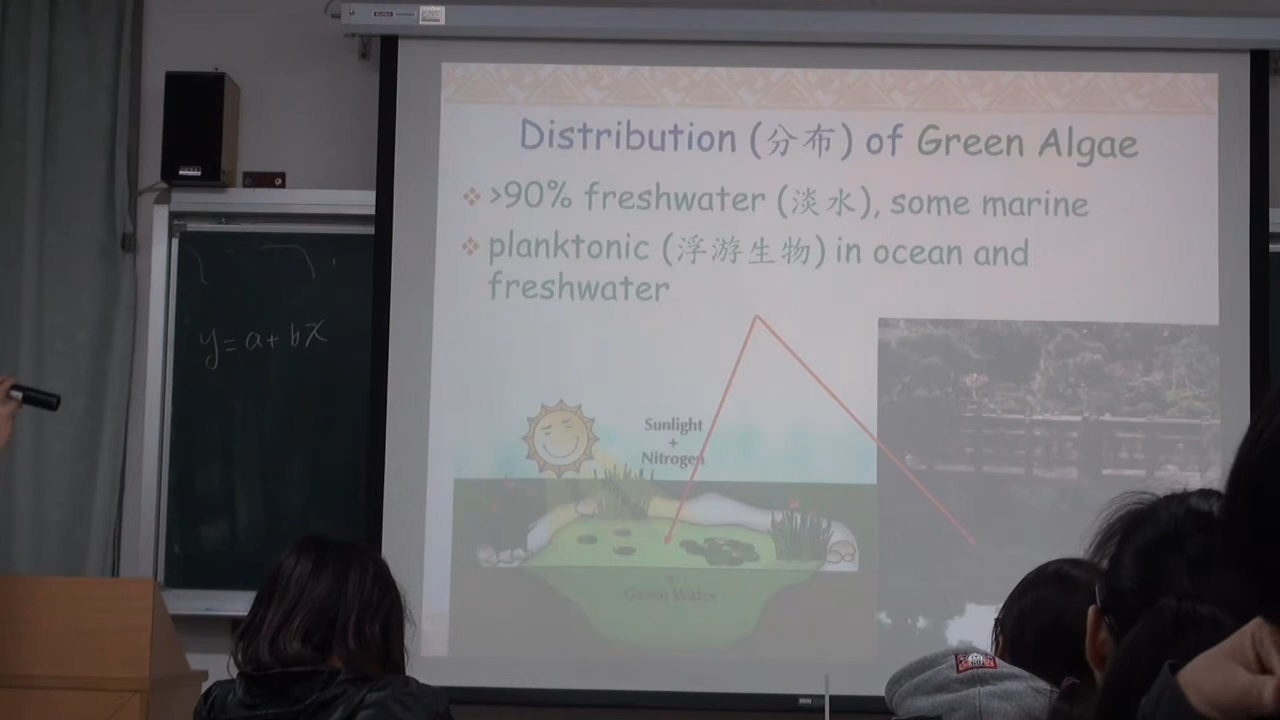 Distribution (分布) of Green Algae
>90% freshwater (淡水), some marine
planktonic (浮游生物) in ocean and
freshwater
y=a+bx
Sunlight
+
Nitrogen
Green Water